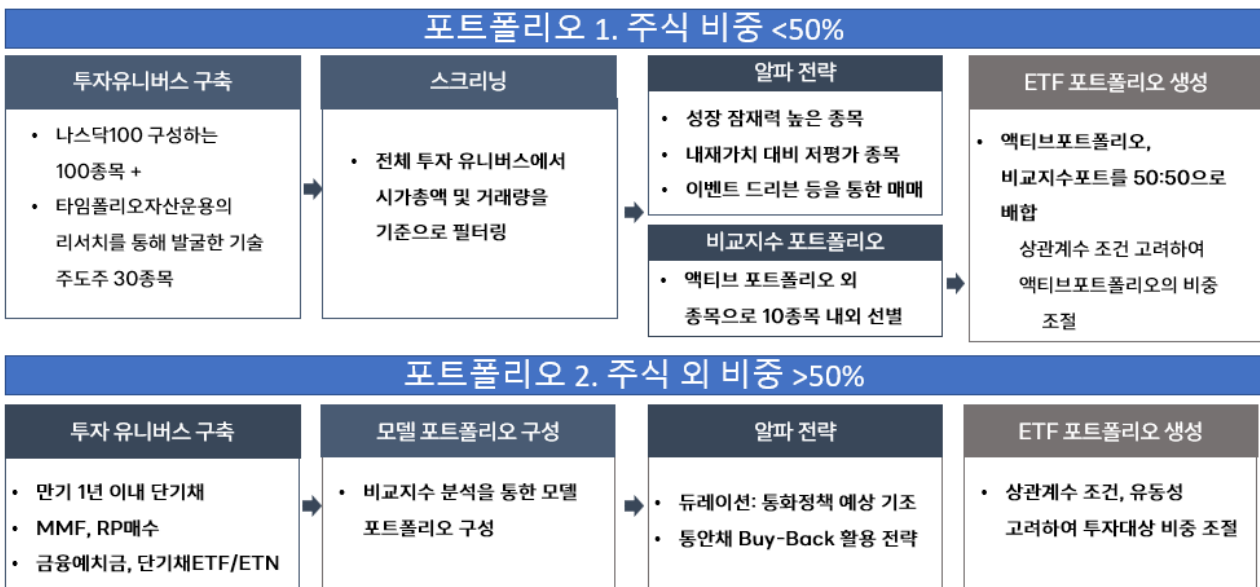 포트폴리오 1. 주식 비중 <50%
투자유니버스 구축
• 나스닥100 구성하는
100종목 +
• 타임폴리오자산운용의
리서치를 통해 발굴한 기술
주도주 30종목
스크리닝
• 전체 투자 유니버스에서
시가총액 및 거래량을
기준으로 필터링
알파 전략
• 성장 잠재력 높은 종목
• 내재가치 대비 저평가 종목
• 이벤트 드리븐 등을 통한 매매
비교지수 포트폴리오
• 액티브 포트폴리오 외
종목으로 10종목 내외 선별
ETF 포트폴리오 생성
• 액티브포트폴리오,
비교지수포트를 50:50으로
배합
상관계수 조건 고려하여
액티브포트폴리오의 비중
조절
포트폴리오 2. 주식 외 비중 >50%
투자 유니버스 구축
• 만기 1년 이내 단기채
• MMF, RP매수
• 금융예치금, 단기채ETF/ETN
모델 포트폴리오 구성
• 비교지수 분석을 통한 모델
포트폴리오 구성
알파 전략
• 듀레이션: 통화정책 예상 기조
• 통안채 Buy-Back 활용 전략
ETF 포트폴리오 생성
• 상관계수 조건, 유동성
고려하여 투자대상 비중 조절